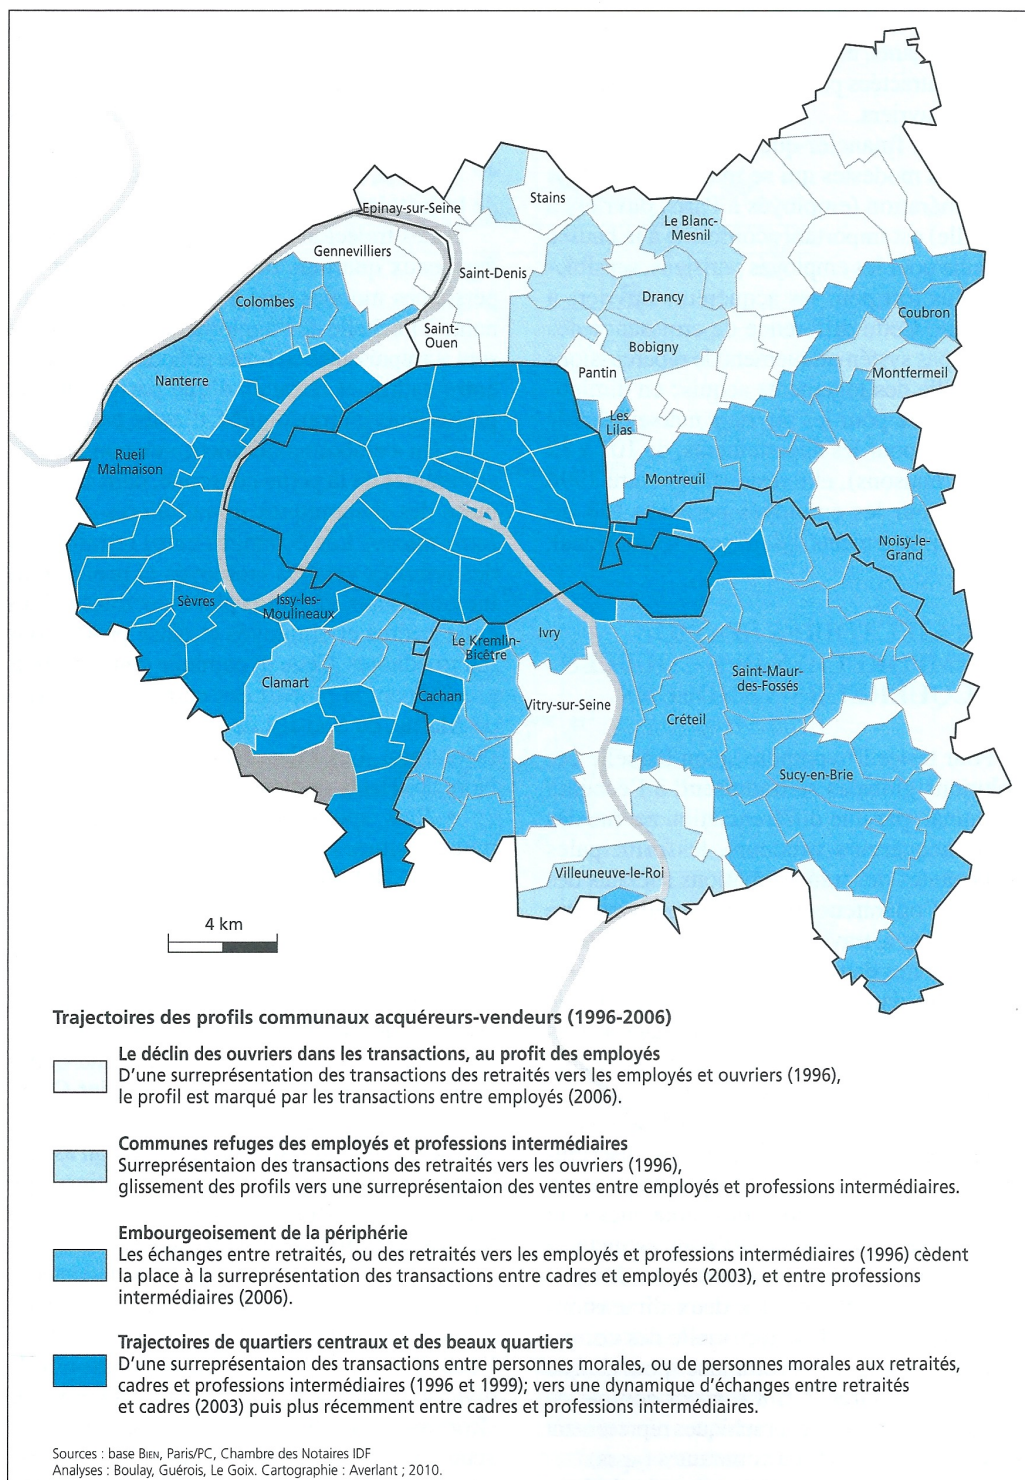 Stains
Epinay-sur-Seine
Le Blanc-
Mesnil
Gennevilliers
Saint-Denis
Colombes
Drancy
Coubron
Saint-
Ouen
Bobigny
Nanterre
Pantin
Montfermeil
Les
Lilas
Rueil
Malmaison
Montreuil
Noisy-le-
Grand
Sèvres
Issy-les-
Moulineaux
Le Kremlin-
Bicêtre
Ivry
Clamart
Cachan
Vitry-sur-Seine
Saint-Maur-
des-Fossés
Créteil
Sucy-en-Brie
Villeuneuve-le-Roi
4 km
Trajectoires des profils communaux acquéreurs-vendeurs (1996-2006)
Le déclin des ouvriers dans les transactions, au profit des employés
D'une surreprésentation des transactions des retraités vers les employés et ouvriers (1996),
le profil est marqué par les transactions entre employés (2006).
Communes refuges des employés et professions intermédiaires
Surreprésentaion des transactions des retraités vers les ouvriers (1996),
glissement des profils vers une surreprésentaion des ventes entre employés et professions intermédiaires.
Embourgeoisement de la périphérie
Les échanges entre retraités, ou des retraités vers les employés et professions intermédiaires (1996) cèdent
la place à la surreprésentation des transactions entre cadres et employés (2003), et entre professions
intermédiaires (2006).
Trajectoires de quartiers centraux et des beaux quartiers
D'une surreprésentaion des transactions entre personnes morales, ou de personnes morales aux retraités,
cadres et professions intermédiaires (1996 et 1999); vers une dynamique d'échanges entre retraités
et cadres (2003) puis plus récemment entre cadres et professions intermédiaires.
Sources : base BIEN, Paris/PC, Chambre des Notaires IDF
Analyses : Boulay, Guérois, Le Goix. Cartographie : Averlant ; 2010.